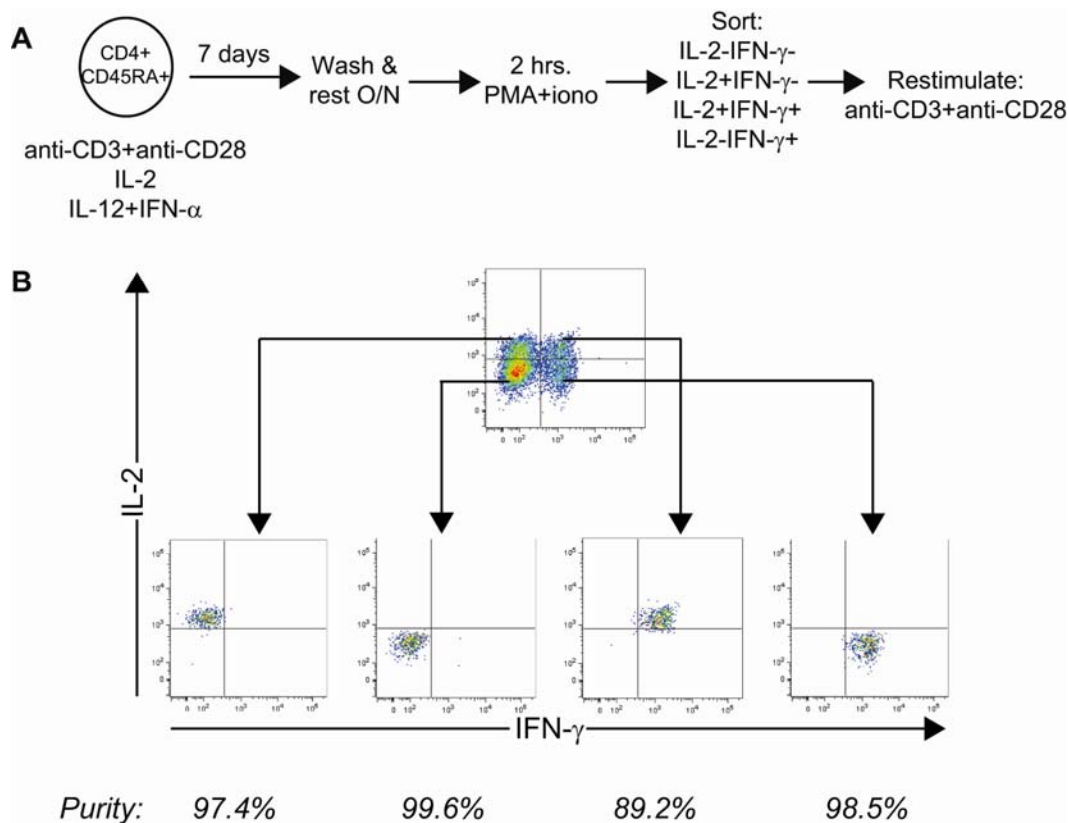 A
CD4+
CD45RA+
anti-CD3+anti-CD28
IL-2
IL-12+IFN-α
7 days
Wash &
rest O/N
2 hrs.
PMA+iono
Sort:
IL-2-IFN-γ-
IL-2+IFN-γ-
IL-2+IFN-γ+
IL-2-IFN-γ+
Restimulate:
anti-CD3+anti-CD28
B
IL-2
IFN-γ
Purity: 97.4% 99.6% 89.2% 98.5%